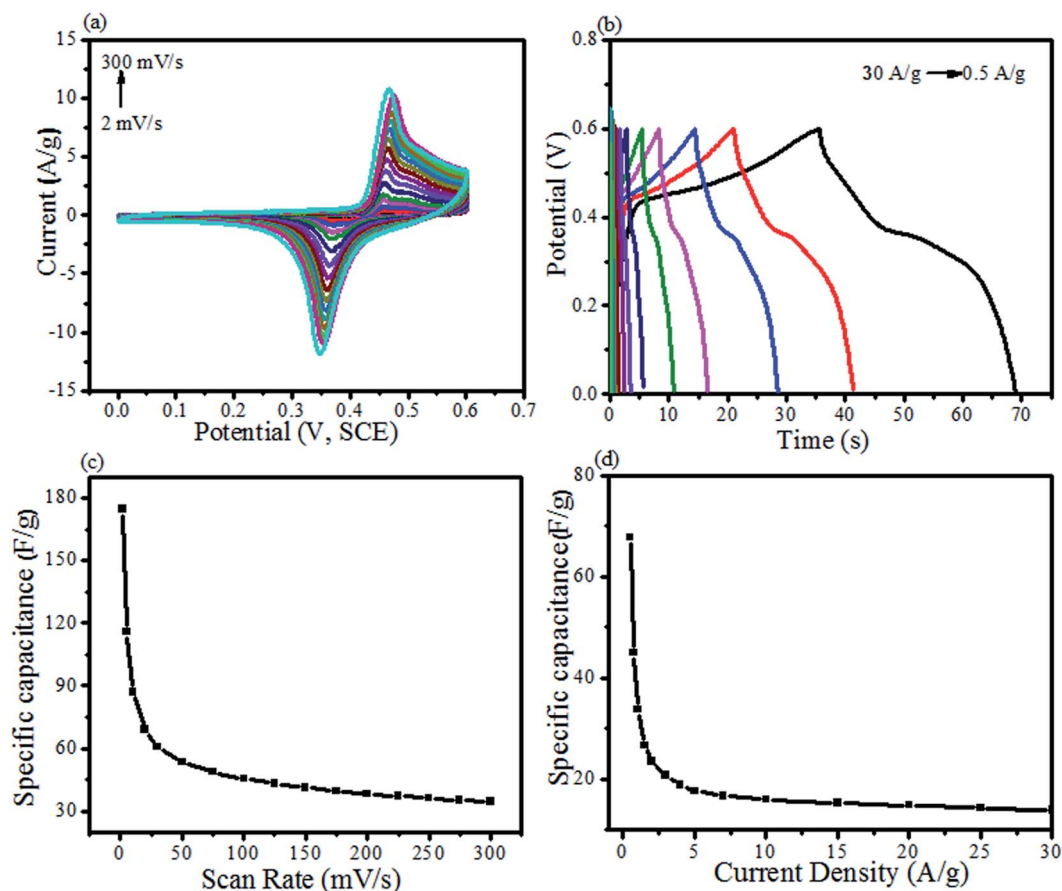 (a)
15
10
5
0
-5
-10
-15
Current (A/g)
300 mV/s
2 mV/s
0.0 0.1 0.2 0.3 0.4 0.5 0.6 0.7
Potential (V, SCE)
(b)
0.8
0.6
0.4
0.2
0.0
Potential (V)
30 A/g 0.5 A/g
0 10 20 30 40 50 60 70
Time (s)
(c)
180
150
120
90
60
30
Specific capacitance (F/g)
0 50 100 150 200 250 300
Scan Rate (mV/s)
(d)
80
60
40
20
Specific capacitance(F/g)
0 5 10 15 20 25 30
Current Density (A/g)